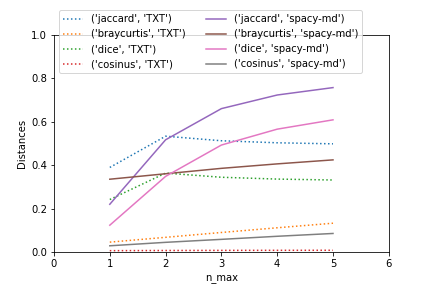 ('jaccard', 'TXT') ('jaccard', 'spacy-md')
('braycurtis', 'TXT') ('braycurtis', 'spacy-md')
('dice', 'TXT') ('dice', 'spacy-md')
('cosinus', 'TXT') ('cosinus', 'spacy-md')
1.0
0.8
0.6
0.4
0.2
0.0
Distances
0 1 2 3 4 5 6
n_max